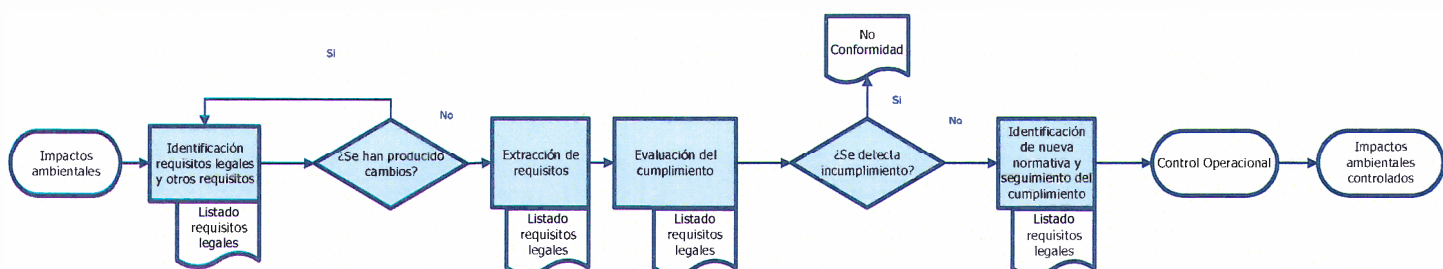 Impactos
ambientales
Identificación
requisitos legales
y otros requisitos
Listado
requisitos
legales
Si
¿Se han producido
cambios?
No
Extracción de
requisitos
Listado
requisitos
legales
Evaluación del
cumplimiento
Listado
requisitos
legales
¿Se detecta
incumplimiento?
Si
No
Conformidad
No
Identificación
de nueva
normativa y
seguimiento del
cumplimiento
Listado
requisitos
legales
Control Operacional
Impactos
ambientales
controlados